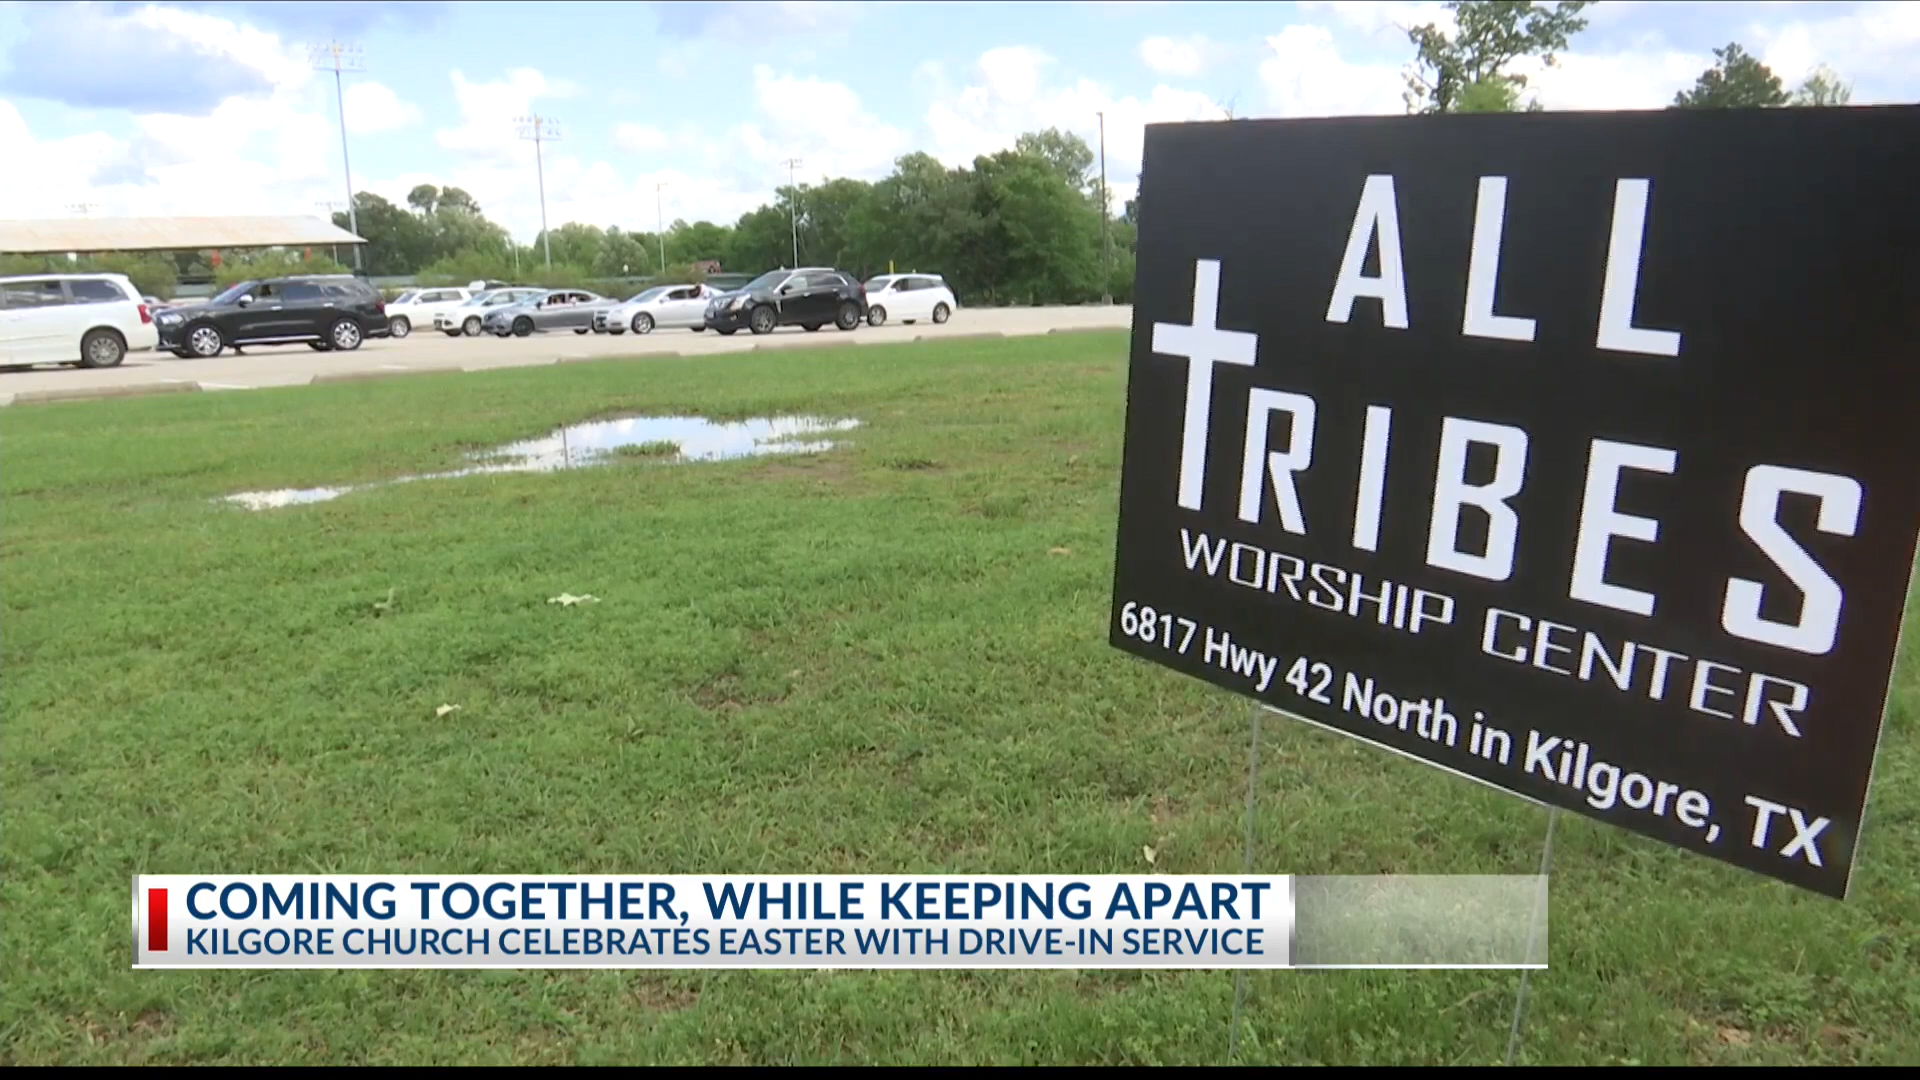 ALL
TRIBES
WORSHIP CENTER
6817 Hwy 42 North in Kilgore, TX
COMING TOGETHER, WHILE KEEPING APART
KILGORE CHURCH CELEBRATES EASTER WITH DRIVE-IN SERVICE